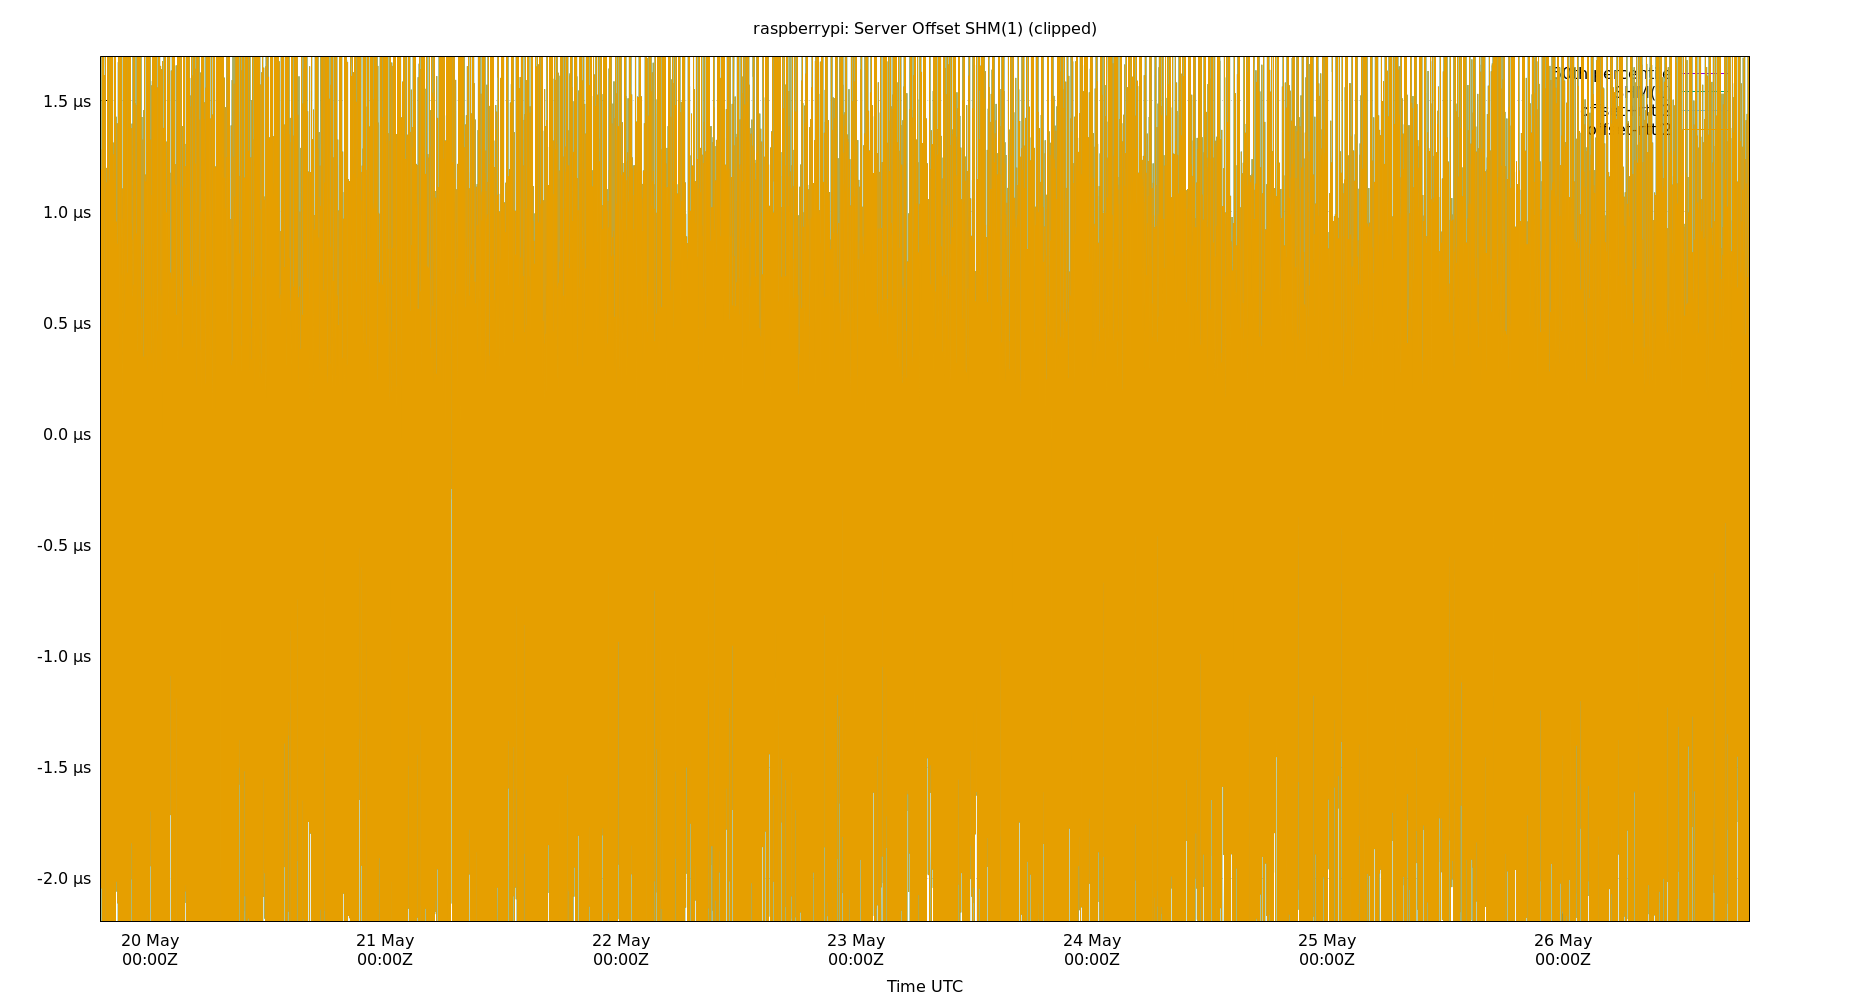 raspberrypi: Server Offset SHM(1) (clipped)
1.5 µs
1.0 µs
0.5 µs
0.0 µs
-0.5 µs
-1.0 µs
-1.5 µs
-2.0 µs
20 May 21 May 22 May 23 May 24 May 25 May 26 May
00:00Z 00:00Z 00:00Z 00:00Z 00:00Z 00:00Z 00:00Z
Time UTC